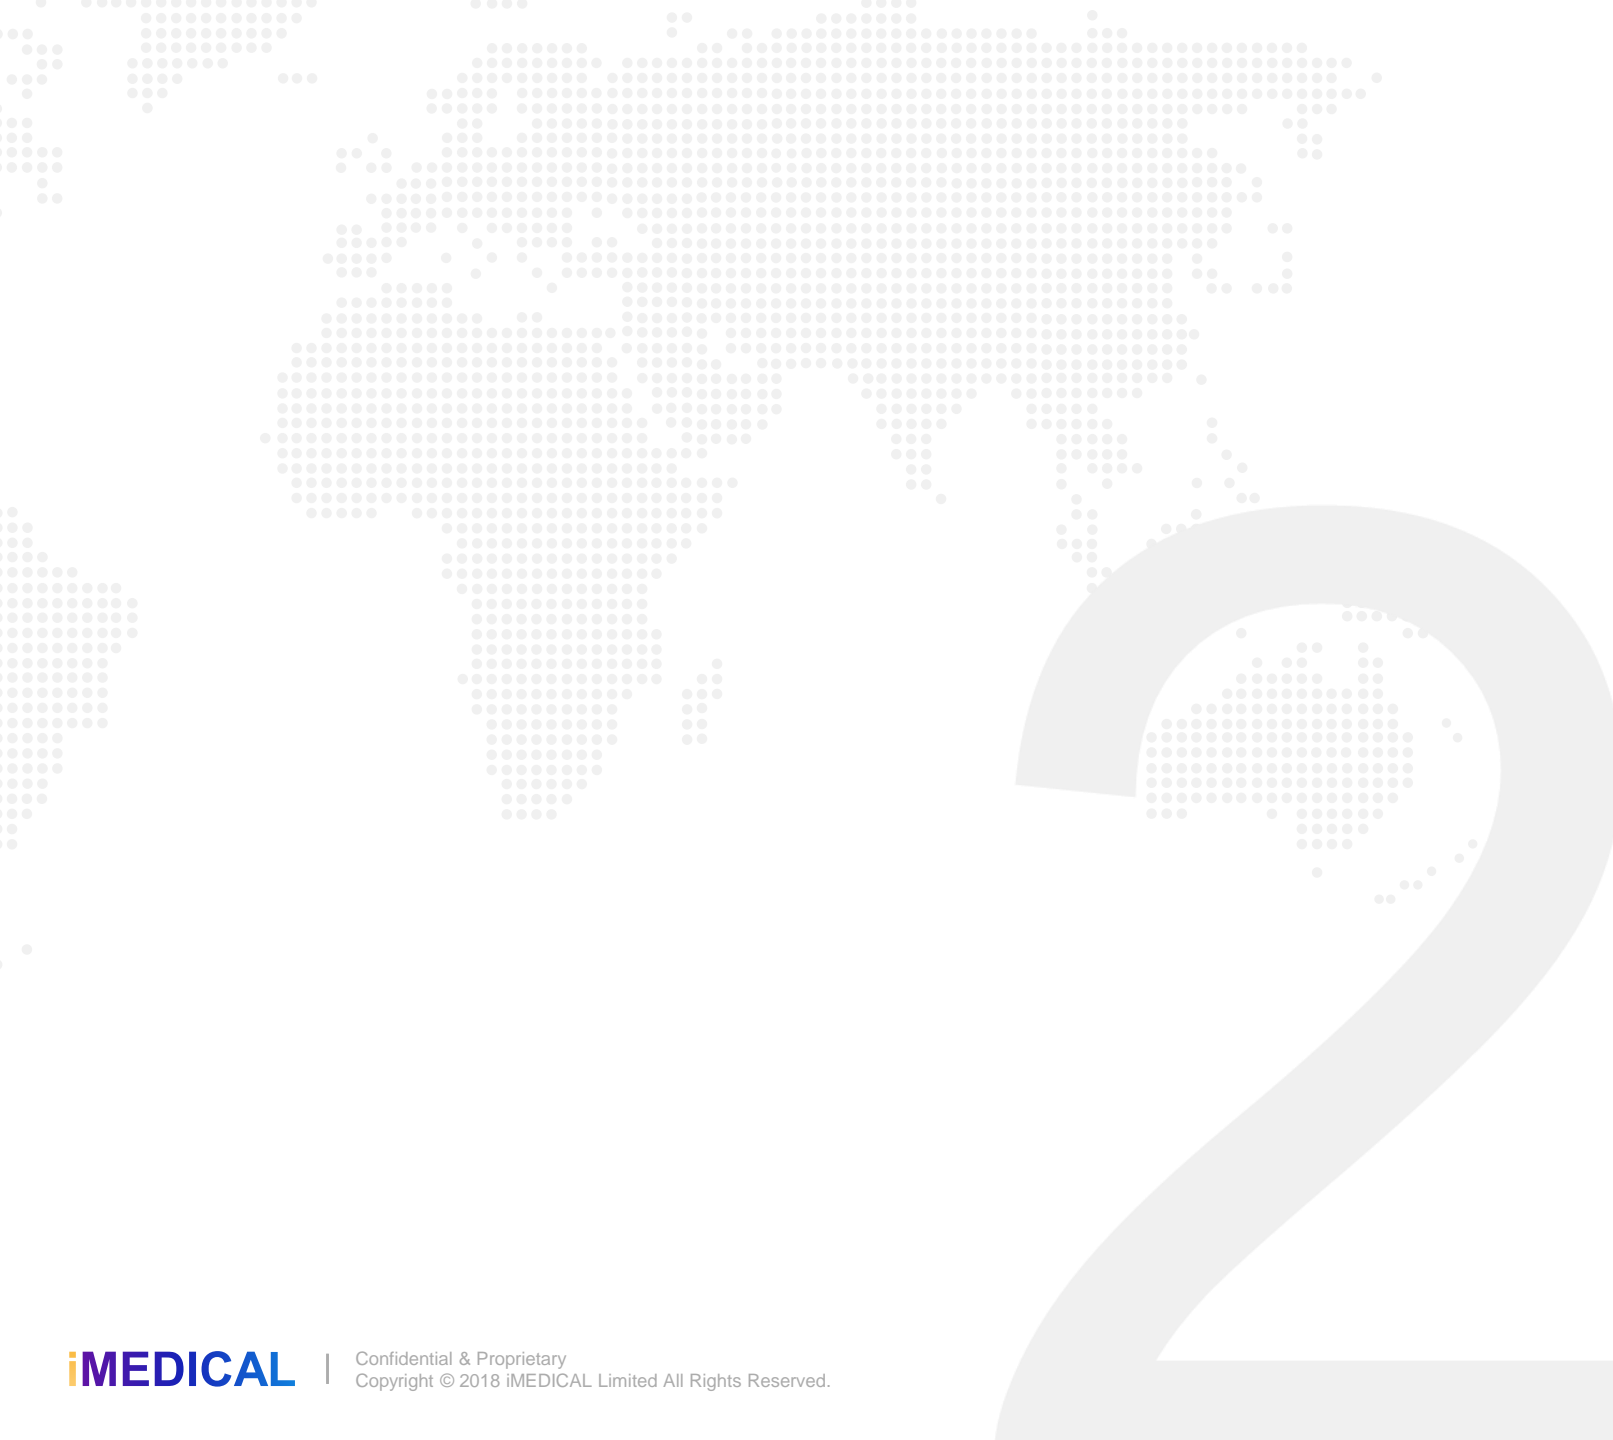 2
iMEDICAL
Confidential & Proprietary
Copyright © 2018 iMEDICAL Limited All Rights Reserved.